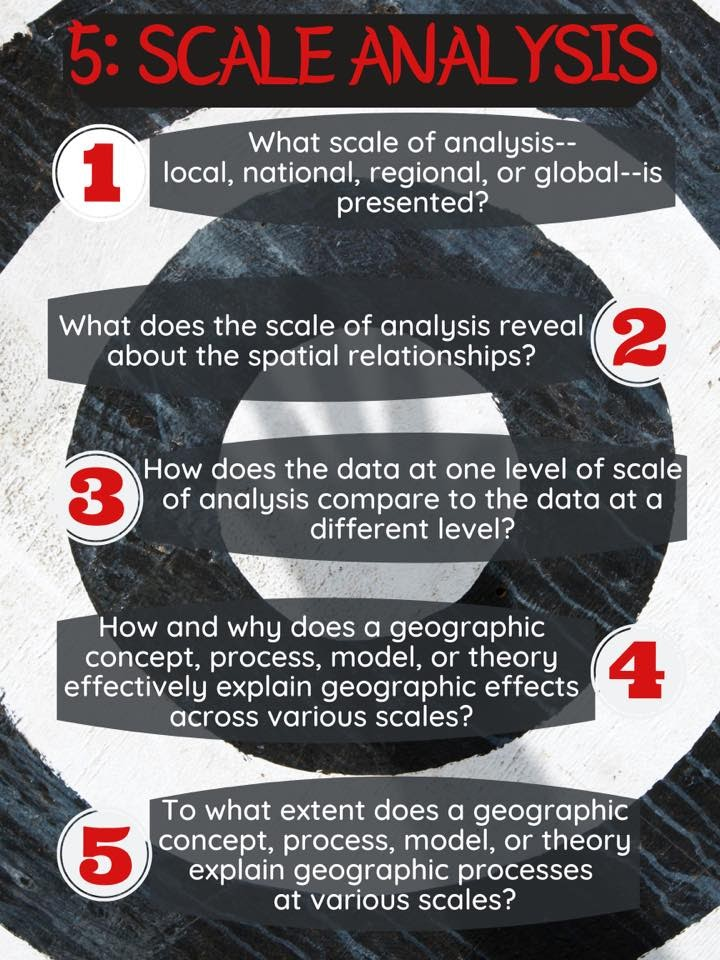 5: SCALE ANALYSIS
1
What scale of analysis--
local, national, regional, or global--is
presented?
What does the scale of analysis reveal
about the spatial relationships?
2
3
How does the data at one level of scale
of analysis compare to the data at a
different level?
How and why does a geographic
concept, process, model, or theory
effectively explain geographic effects
across various scales?
4
5
To what extent does a geographic
concept, process, model, or theory
explain geographic processes
at various scales?